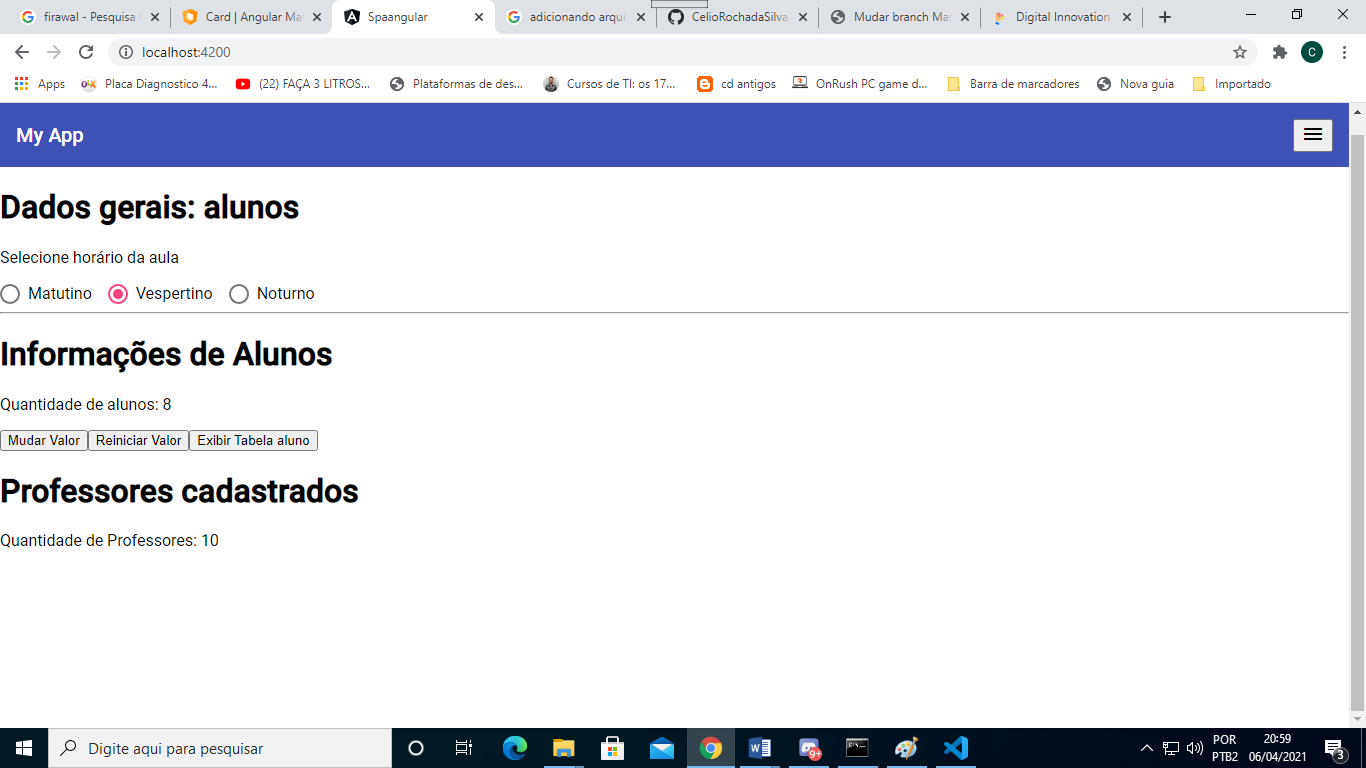 firawal - Pesquisa
Card | Angular Ma
Spaangular
adicionando arqui
CelioRochadaSilva
Mudar branch Mas
Digital Innovation
localhost:4200
C
Apps
OLX
Placa Diagnostico 4...
(22) FAÇA 3 LITROS...
Plataformas de des...
Cursos de TI: os 17...
cd antigos
OnRush PC game d...
Barra de marcadores
Nova guia
Importado
My App
Dados gerais: alunos
Selecione horário da aula
Matutino
Vespertino
Noturno
Informações de Alunos
Quantidade de alunos: 8
Mudar Valor
Reiniciar Valor
Exibir Tabela aluno
Professores cadastrados
Quantidade de Professores: 10
Digite aqui para pesquisar
9+
POR
PTB2
20:59
06/04/2021
3